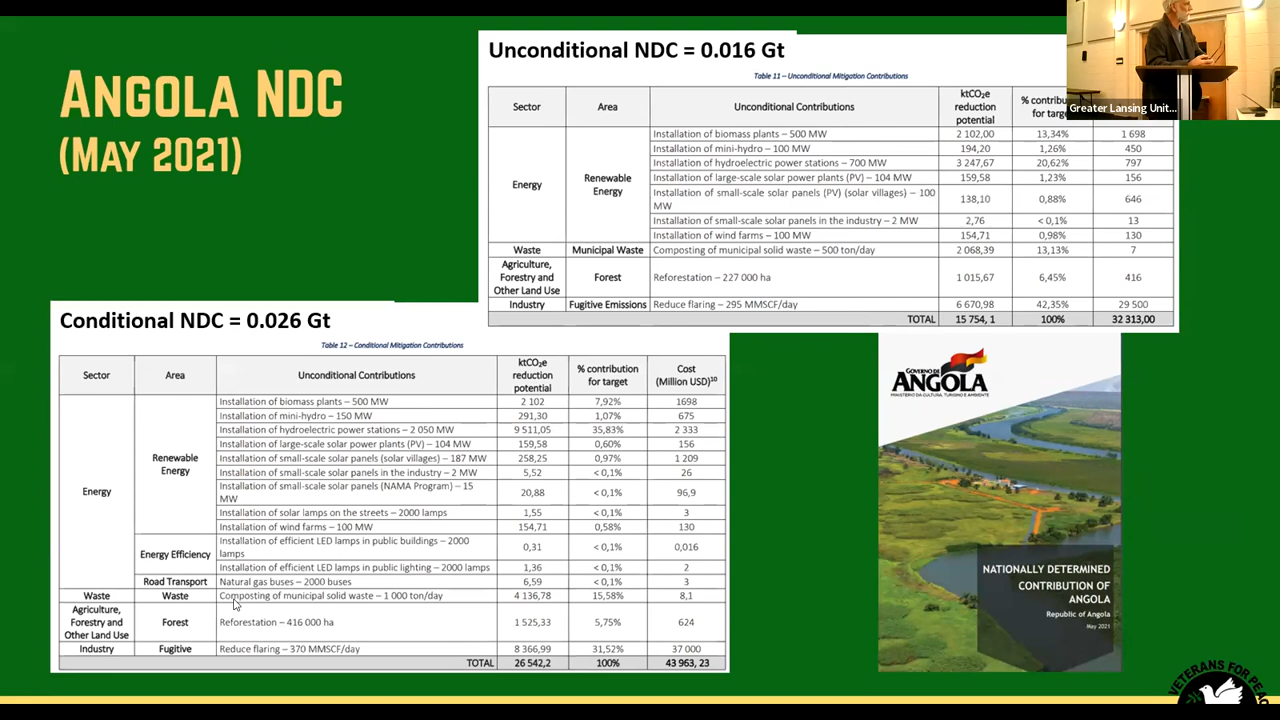 ANGOLA NDC
(MAY 2021)
Unconditional NDC = 0.016 Gt
Table 11 – Unconditional Mitigation Contributions
Sector Area Unconditional Contributions ktCO₂e reduction potential % for
Energy Renewable Energy Installation of biomass plants – 500 MW 2 102,00 13,34% 1 698
Installation of mini-hydro – 100 MW 194,20 1,26% 450
Installation of hydroelectric power stations – 700 MW 3 247,67 20,62% 797
Installation of large-scale solar power plants (PV) – 104 MW 159,58 1,23% 156
Installation of small-scale solar panels (PV) (solar villages) – 100 MW 138,10 0,88% 646
Installation of small-scale solar panels in the industry – 2 MW 2,76 < 0,1% 13
Installation of wind farms – 100 MW 154,71 0,98% 130
Waste Municipal Waste Composting of municipal solid waste – 500 ton/day 2 068,39 13,13% 7
Agriculture, Forestry and Other Land Use Forest Reforestation – 227 000 ha 1 015,67 6,45% 416
Industry Fugitive Emissions Reduce flaring – 295 MMSCF/day 6 670,98 42,35% 29 500
TOTAL 15 754, 1 100% 32 313,00
Greater Lansing Unit...
Conditional NDC = 0.026 Gt
Table 12 – Conditional Mitigation Contributions
Sector Area Unconditional Contributions ktCO₂e reduction potential % contribution for target Cost (Million USD)¹⁰
Energy Renewable Energy Installation of biomass plants – 500 MW 2 102 7,92% 1698
Installation of mini-hydro – 150 MW 291,30 1,07% 675
Installation of hydroelectric power stations – 2 050 MW 9 511,05 35,83% 2 333
Installation of large-scale solar power plants (PV) – 104 MW 159,58 0,60% 156
Installation of small-scale solar panels (solar villages) – 187 MW 258,25 0,97% 1 209
Installation of small-scale solar panels in the industry – 2 MW 5,52 < 0,1% 26
Installation of small-scale solar panels (NAMA Program) – 15 MW 20,88 < 0,1% 96,9
Installation of solar lamps on the streets – 2000 lamps 1,55 < 0,1% 3
Installation of wind farms – 100 MW 154,71 0,58% 130
Energy Efficiency Installation of efficient LED lamps in public buildings – 2000 lamps 0,31 < 0,1% 0,016
Installation of efficient LED lamps in public lighting – 2000 lamps 1,36 < 0,1% 2
Road Transport Natural gas buses – 2000 buses 6,59 < 0,1% 3
Waste Waste Composting of municipal solid waste – 1 000 ton/day 4 136,78 15,58% 8,1
Agriculture, Forestry and Other Land Use Forest Reforestation – 416 000 ha 1 525,33 5,75% 624
Industry Fugitive Reduce flaring – 370 MMSCF/day 8 366,99 31,52% 37 000
TOTAL 26 542,2 100% 43 963, 23
GOVERNO DE
ANGOLA
MINISTÉRIO DA CULTURA, TURISMO E AMBIENTE
NATIONALLY DETERMINED
CONTRIBUTION OF
ANGOLA
Republic of Angola
May 2021
VETERANS FOR